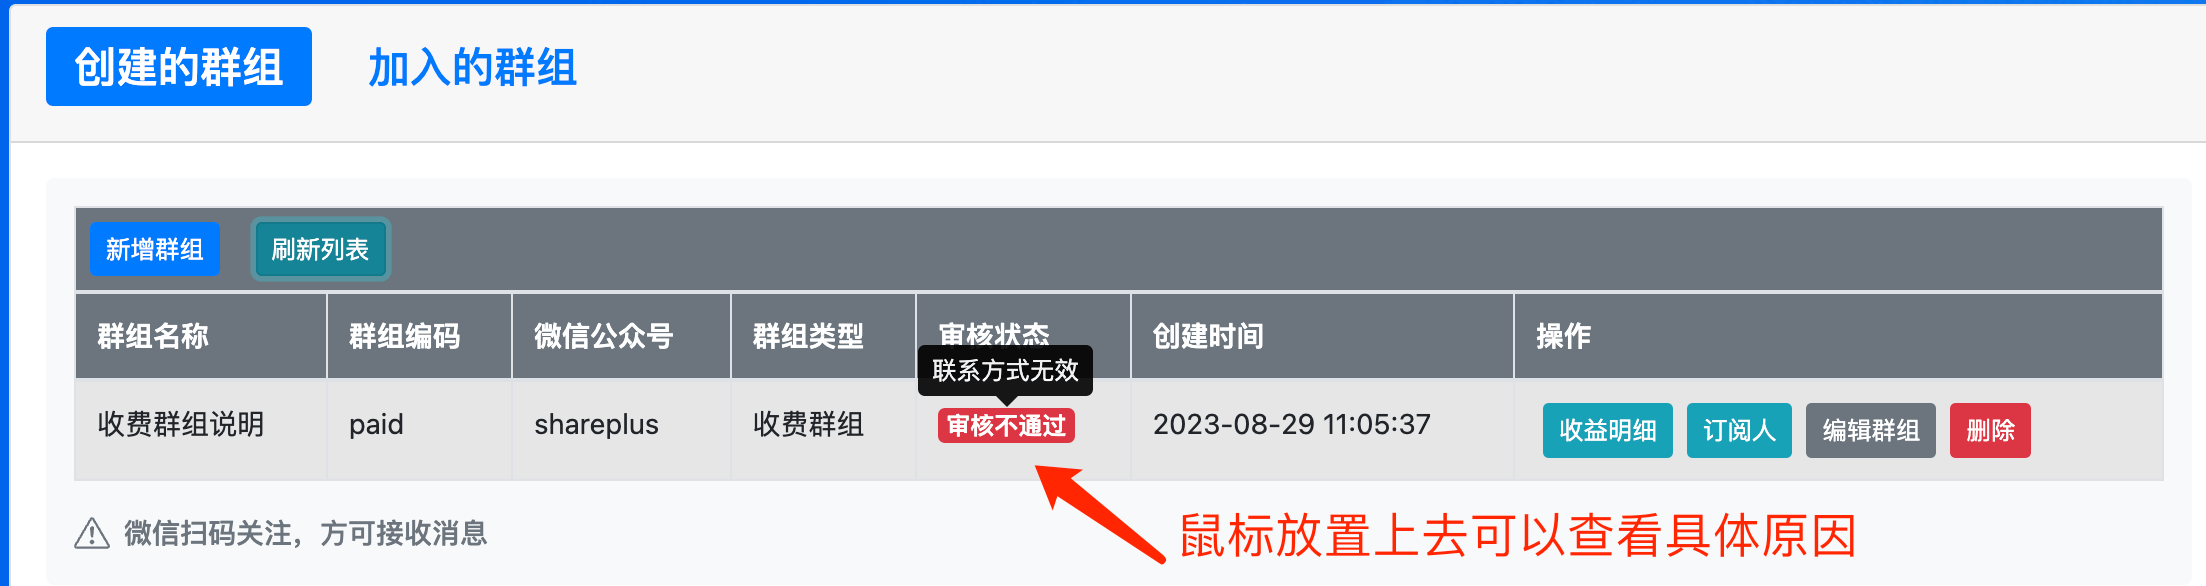 创建的群组 加入的群组
新增群组 刷新列表
群组名称 群组编码 微信公众号 群组类型 审核状态 创建时间 操作
联系方式无效
收费群组说明 paid shareplus 收费群组 审核不通过 2023-08-29 11:05:37 收益明细 订阅人 编辑群组 删除
微信扫码关注，方可接收消息
鼠标放置上去可以查看具体原因